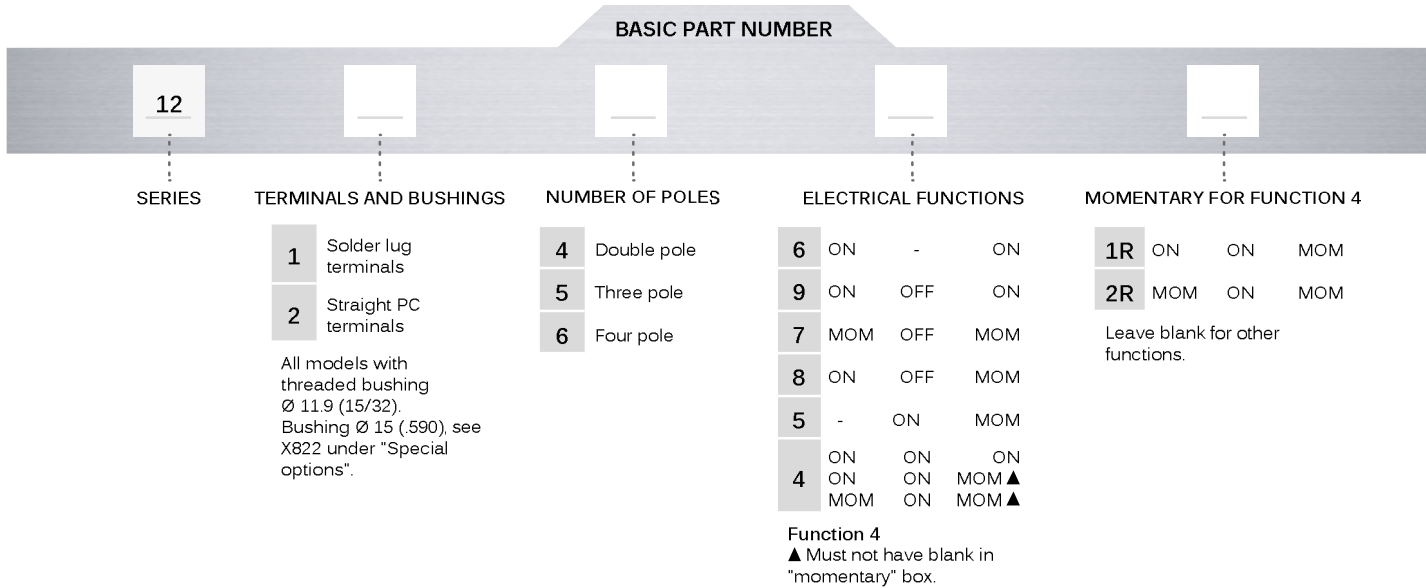 BASIC PART NUMBER
12
SERIES
TERMINALS AND BUSHINGS
1 Solder lug
terminals
2 Straight PC
terminals
All models with
threaded bushing
Ø 11.9 (15/32).
Bushing Ø 15 (.590), see
X822 under "Special
options".
NUMBER OF POLES
4 Double pole
5 Three pole
6 Four pole
ELECTRICAL FUNCTIONS
6 ON - ON
9 ON OFF ON
7 MOM OFF MOM
8 ON OFF MOM
5 - ON MOM
4 ON ON ON
ON ON MOM ▲
MOM ON MOM ▲
Function 4
▲ Must not have blank in
"momentary" box.
MOMENTARY FOR FUNCTION 4
1R ON ON MOM
2R MOM ON MOM
Leave blank for other
functions.